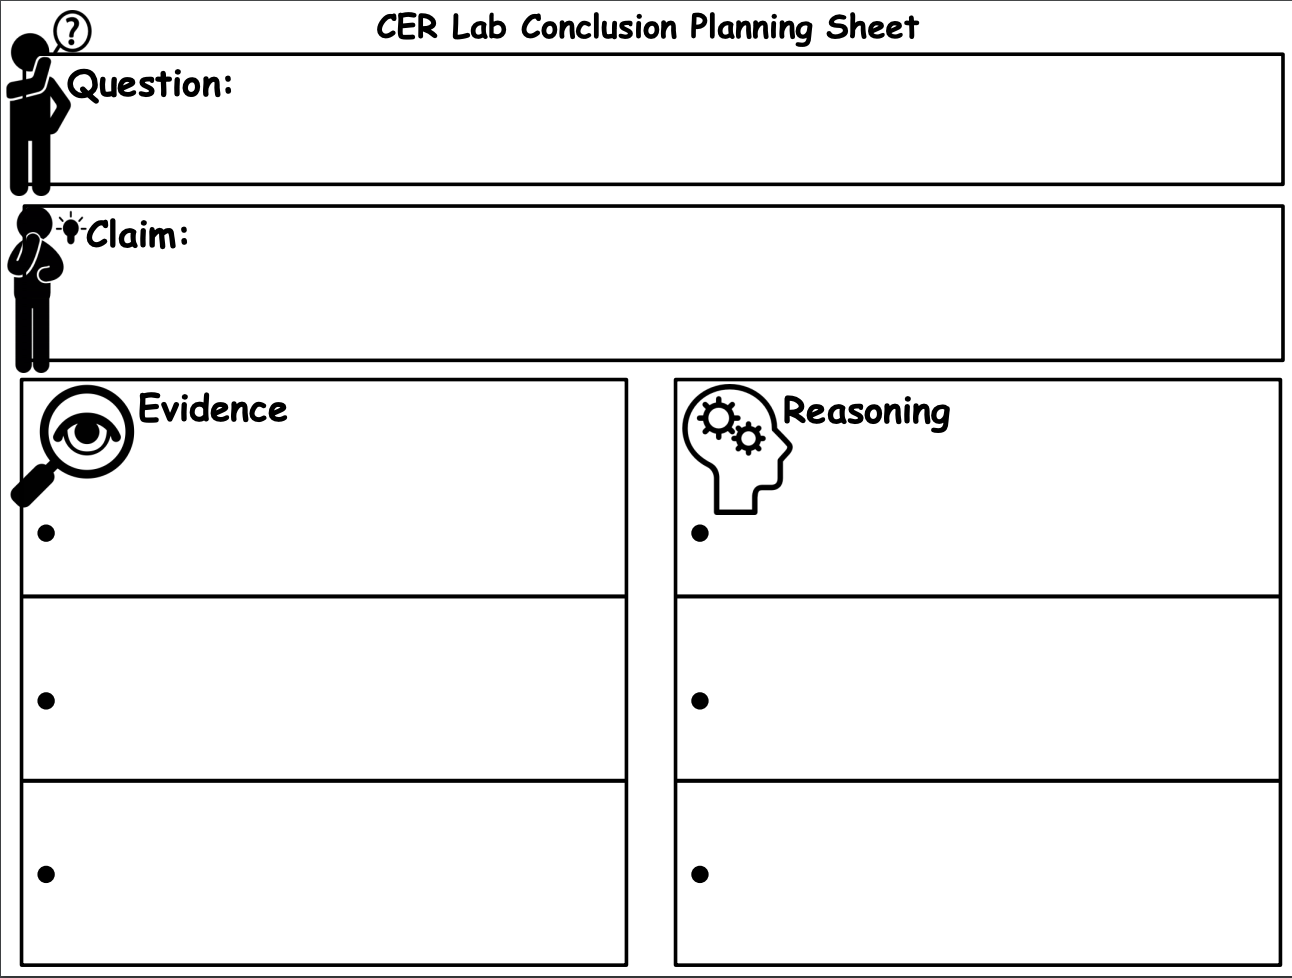 ?
CER Lab Conclusion Planning Sheet
Question:
Claim:
Evidence
Reasoning